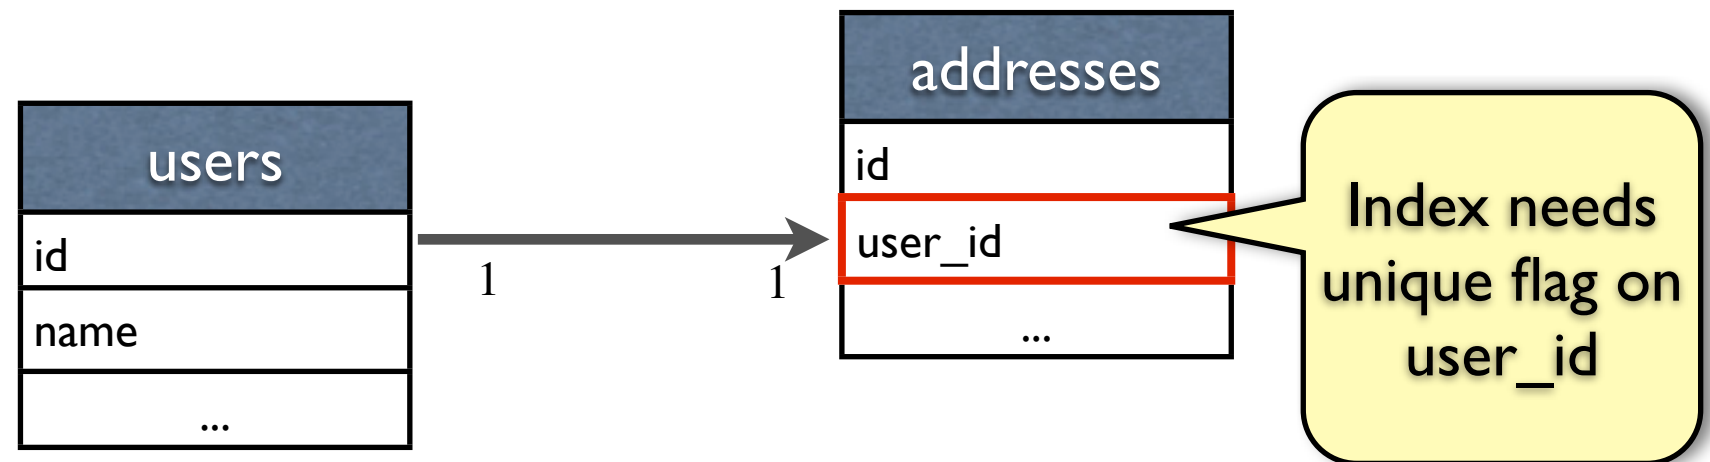 users
id
name
...
1
1
addresses
id
user_id
...
Index needs
unique flag on
user_id